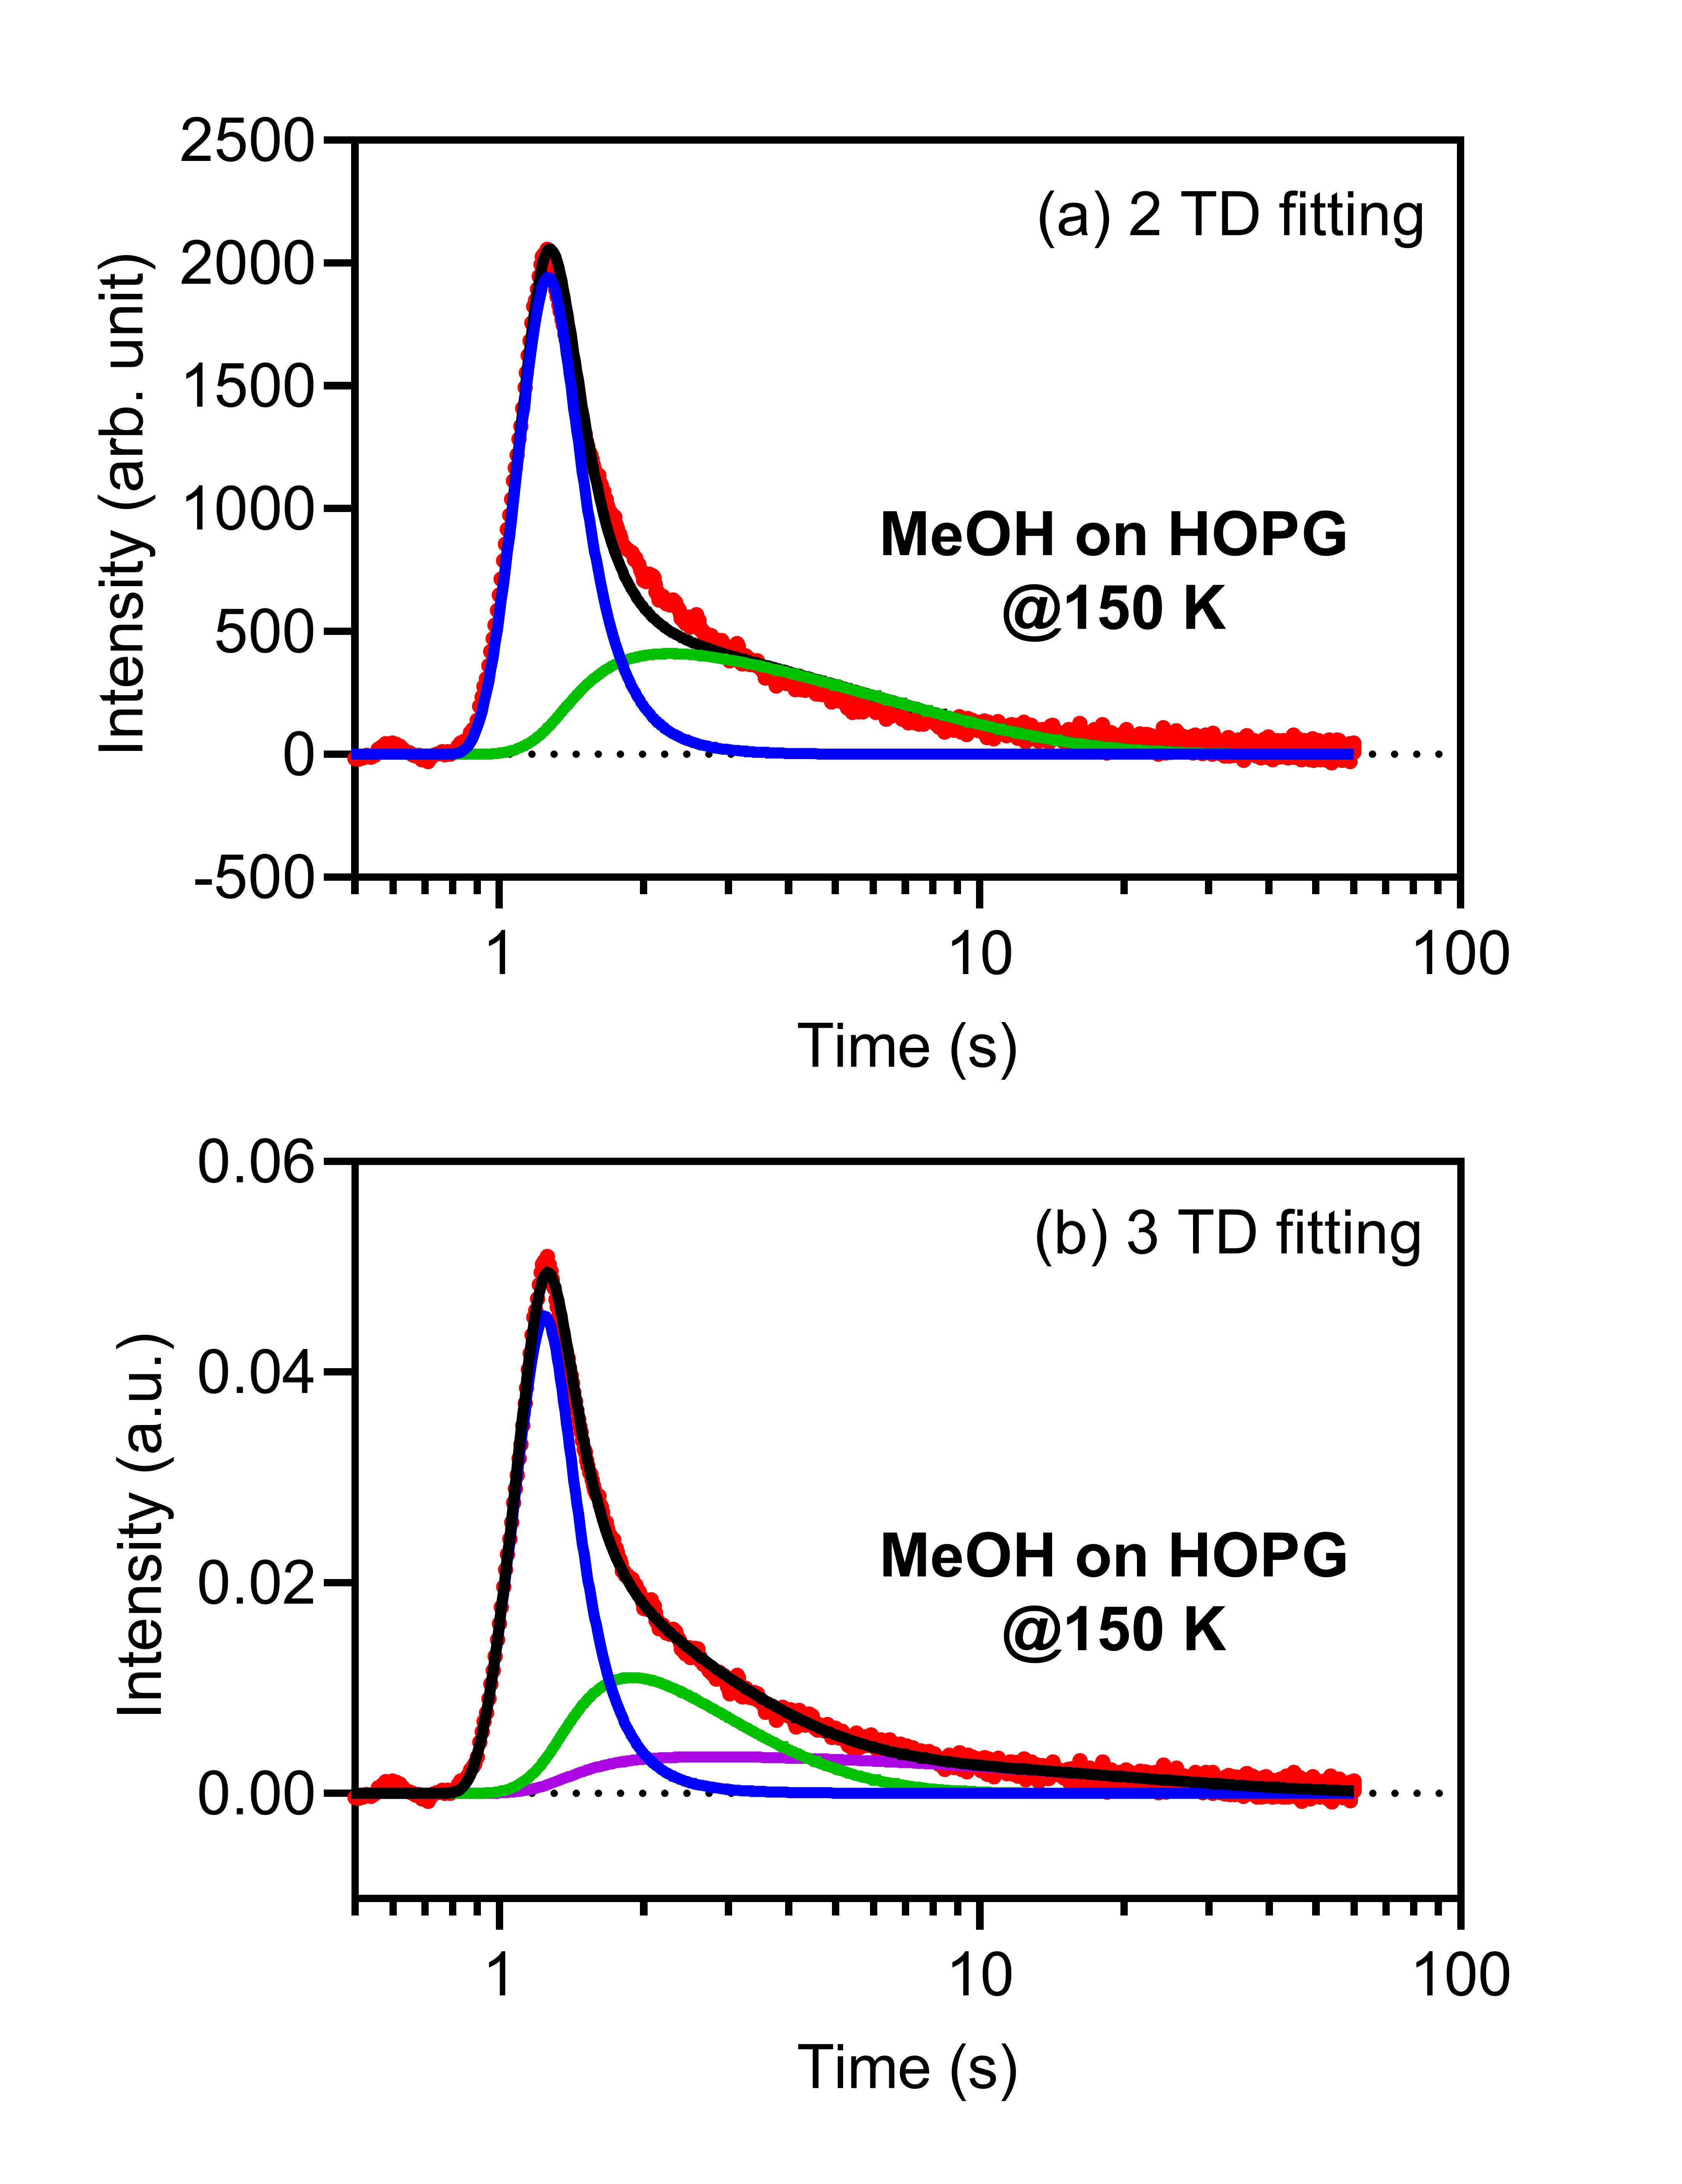 2500
2000
1500
1000
500
0
-500
Intensity (arb. unit)
(a) 2 TD fitting
MeOH on HOPG
@150 K
1 10 100
Time (s)
0.06
0.04
0.02
0.00
Intensity (a.u.)
(b) 3 TD fitting
MeOH on HOPG
@150 K
1 10 100
Time (s)